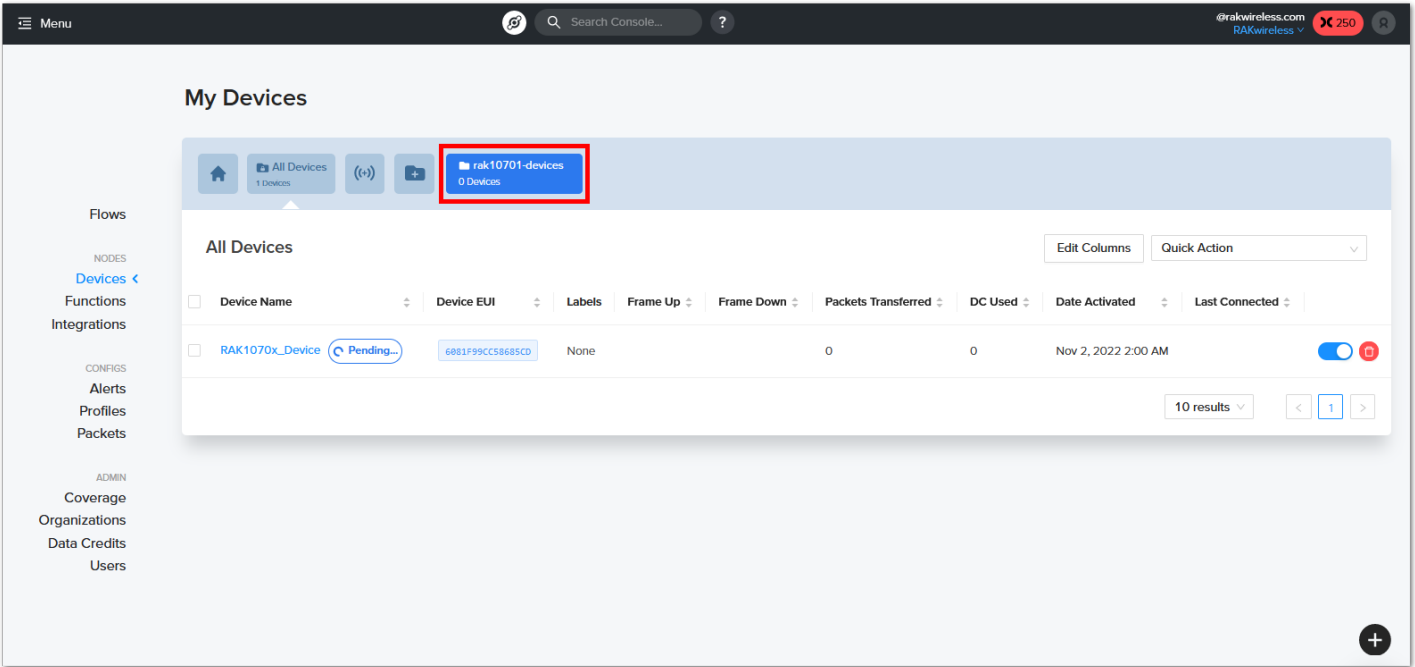 Menu
Search Console...
?
@rakwireless.com
RAKwireless
250
My Devices
All Devices
1 Devices
rak10701-devices
0 Devices
Flows
NODES
Devices
Functions
Integrations
CONFIGS
Alerts
Profiles
Packets
ADMIN
Coverage
Organizations
Data Credits
Users
All Devices
Edit Columns
Quick Action
Device Name Device EUI Labels Frame Up Frame Down Packets Transferred DC Used Date Activated Last Connected
RAK1070x_Device Pending... 6081F99CC58685CD None 0 0 Nov 2, 2022 2:00 AM
10 results < 1 >